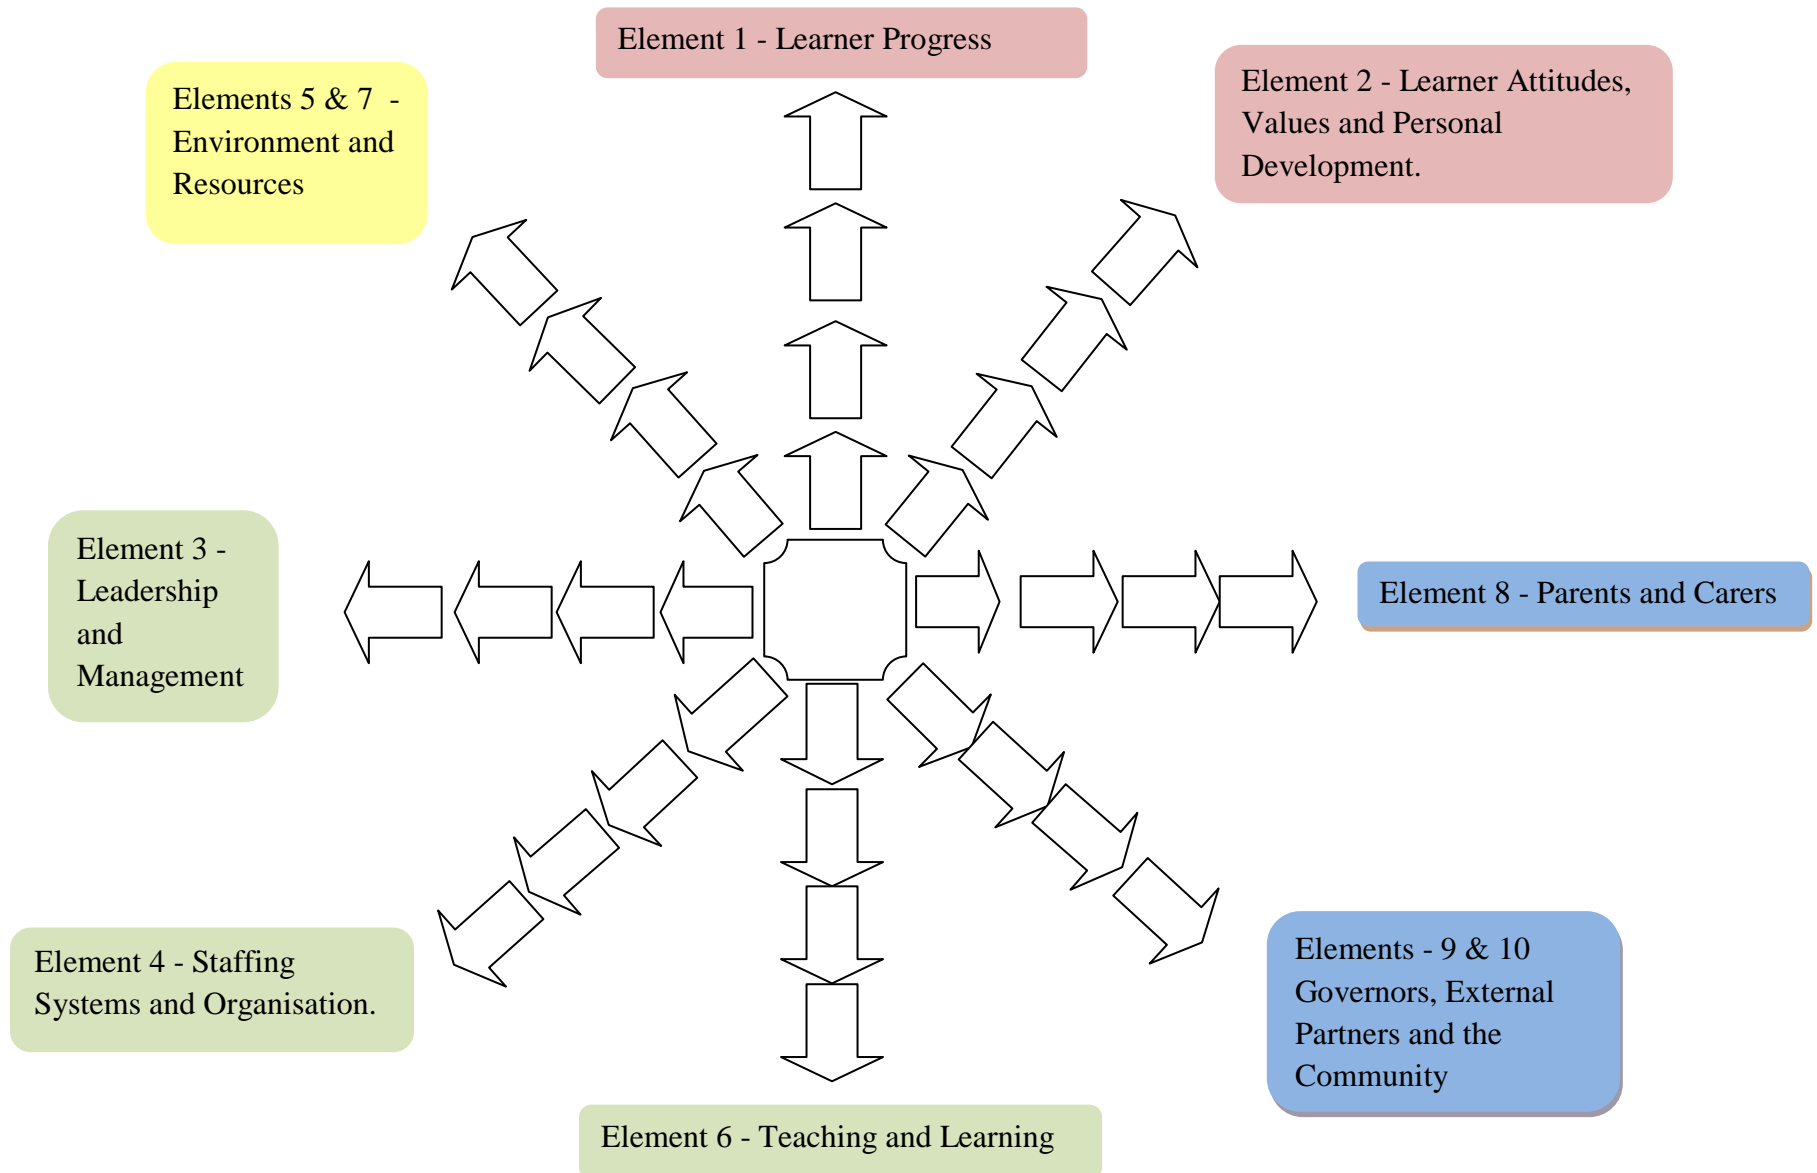 Element 1 - Learner Progress
Elements 5 & 7  -
Environment and
Resources
Element 2 - Learner Attitudes,
Values and Personal
Development.
Element 3 -
Leadership
and
Management
Element 8 - Parents and Carers
Element 4 - Staffing
Systems and Organisation.
Elements - 9 & 10
Governors, External
Partners and the
Community
Element 6 - Teaching and Learning